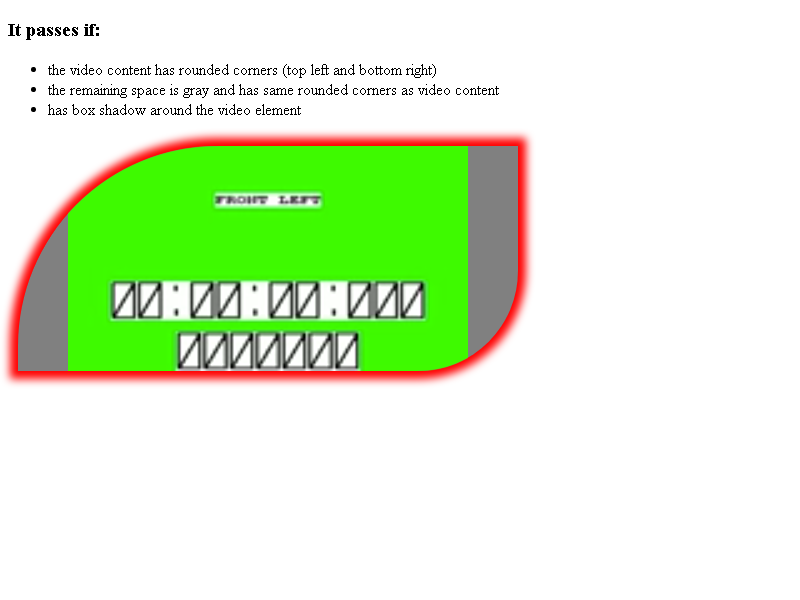 It passes if:
the video content has rounded corners (top left and bottom right)
the remaining space is gray and has same rounded corners as video content
has box shadow around the video element
FRONT LEFT
00:00:00:000
0000000